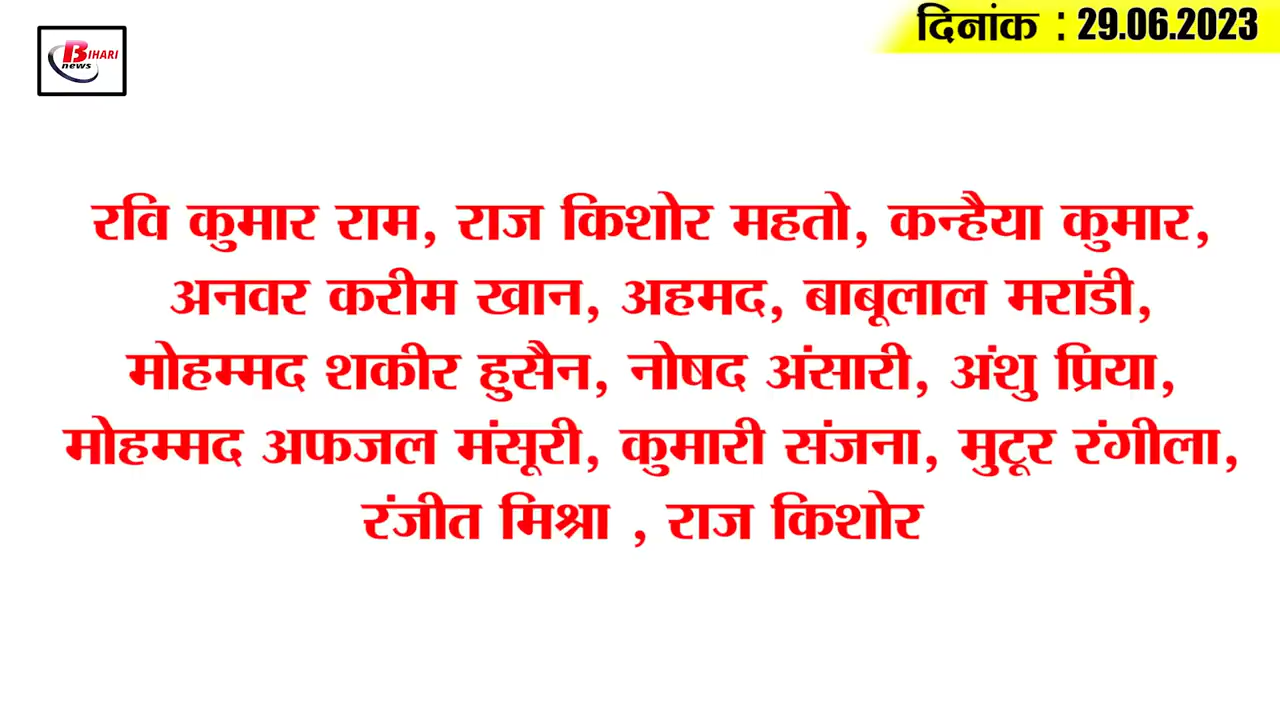 दिनांक : 29.06.2023
BIHARI
news
रवि कुमार राम, राज किशोर महतो, कन्हैया कुमार,
अनवर करीम खान, अहमद, बाबूलाल मरांडी,
मोहम्मद शकीर हुसैन, नोषद अंसारी, अंशु प्रिया,
मोहम्मद अफजल मंसूरी, कुमारी संजना, मुटूर रंगीला,
रंजीत मिश्रा , राज किशोर